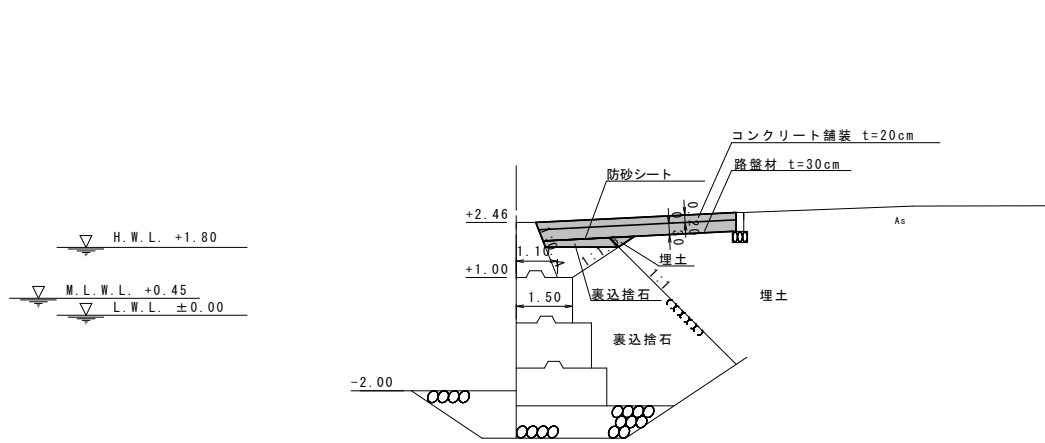 コンクリート舗装 t=20cm
路盤材 t=30cm
防砂シート
+2.46
As
H.W.L. +1.80
1.10
1:1
埋土
+1.00
1:1
M.L.W.L. +0.45
裏込捨石
埋土
L.W.L. ±0.00
1.50
裏込捨石
-2.00